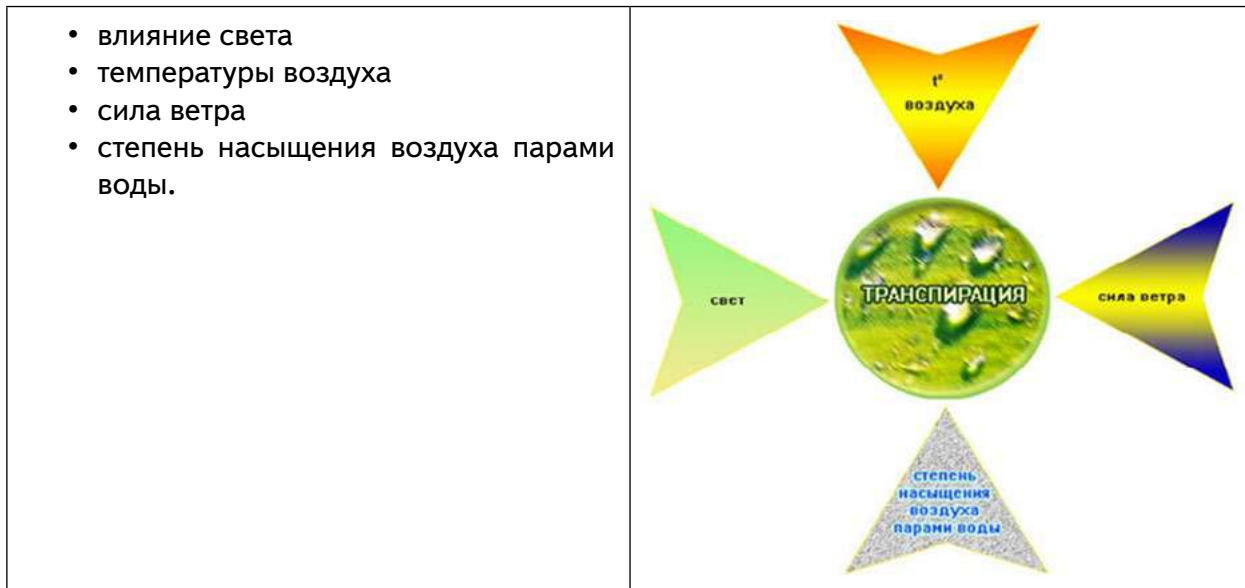 • влияние света
• температуры воздуха
• сила ветра
• степень насыщения воздуха парами
воды.
t°
воздуха
свет
ТРАНСПИРАЦИЯ
сила ветра
степень
насыщения
воздуха
парами воды